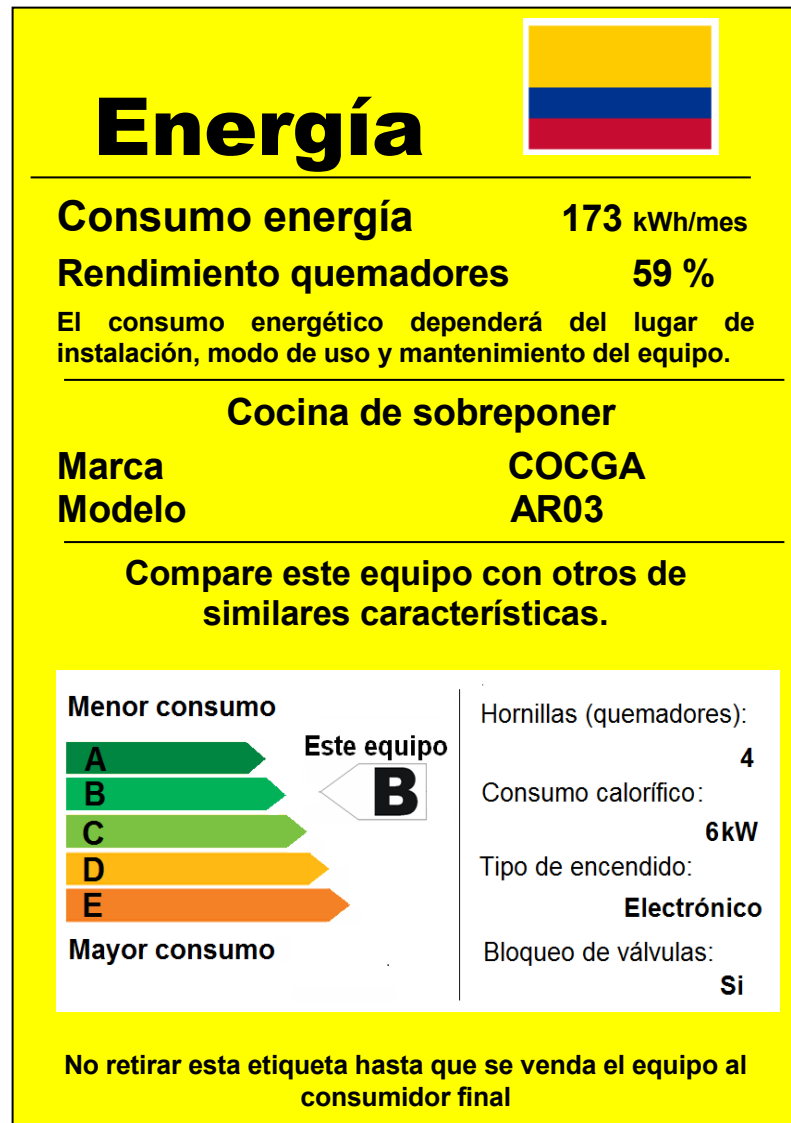 Energía
Consumo energía 173 kWh/mes
Rendimiento quemadores 59 %
El consumo energético dependerá del lugar de
instalación, modo de uso y mantenimiento del equipo.
Cocina de sobreponer
Marca COCGA
Modelo AR03
Compare este equipo con otros de
similares características.
Menor consumo
Este equipo
A
B
B
C
D
E
Mayor consumo
Hornillas (quemadores):
4
Consumo calorífico:
6kW
Tipo de encendido:
Electrónico
Bloqueo de válvulas:
Si
No retirar esta etiqueta hasta que se venda el equipo al
consumidor final